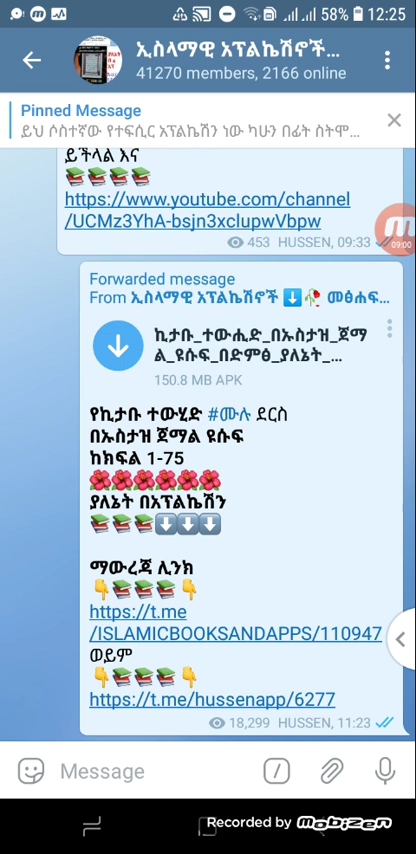 58% 12:25
ኢስላማዊ አፕልኬሽኖች...
41270 members, 2166 online
Pinned Message
ይህ ሶስተኛው የተፍሲር አፕልኬሽን ነው ካሁን በፊት ስትሞ...
ይችላል እና
https://www.youtube.com/channel
/UCMz3YhA-bsjn3xclupwVbpw
453 HUSSEN, 09:33
09:00
Forwarded message
From ኢስላማዊ አፕልኬሽኖች ⬇️🥀 መፅሐፍ...
ኪታቡ_ተውሒድ_በኡስታዝ_ጀማ
ል_ዩሱፍ_በድምፅ_ያለኔት_...
150.8 MB APK
የኪታቡ ተውሂድ #ሙሉ ደርስ
በኡስታዝ ጀማል ዩሱፍ
ከክፍል 1-75
🌺🌺🌺🌺🌺🌺
ያለኔት በአፕልኬሽን
📚📚📚⬇️⬇️⬇️
ማውረጃ ሊንክ
👇📚📚📚👇
https://t.me
/ISLAMICBOOKSANDAPPS/110947
ወይም
👇📚📚📚👇
https://t.me/hussenapp/6277
18,299 HUSSEN, 11:23
Message
Recorded by MOBIZEN